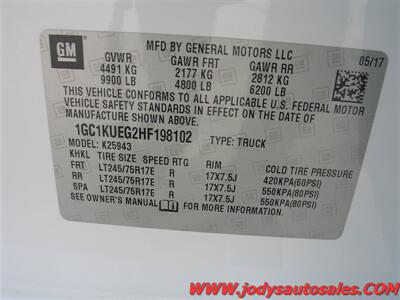 GM
MFD BY GENERAL MOTORS LLC
05/17
GVWR GAWR FRT GAWR RR
4491 KG 2177 KG 2812 KG
9900 LB 4800 LB 6200 LB
THIS VEHICLE CONFORMS TO ALL APPLICABLE U.S. FEDERAL MOTOR
VEHICLE SAFETY STANDARDS IN EFFECT ON THE DATE OF
MANUFACTURE SHOWN ABOVE.
1GC1KUEG2HF198102 TYPE: TRUCK
MODEL: K25943
KHKL TIRE SIZE SPEED RTG RIM COLD TIRE PRESSURE
FRT LT245/75R17E R 17X7.5J 420KPA(60PSI)
RR LT245/75R17E R 17X7.5J 550KPA(80PSI)
SPA LT245/75R17E R 17X7.5J 550KPA(80PSI)
SEE OWNER'S MANUAL FOR MORE INFORMATION.
www.jodysautosales.COM